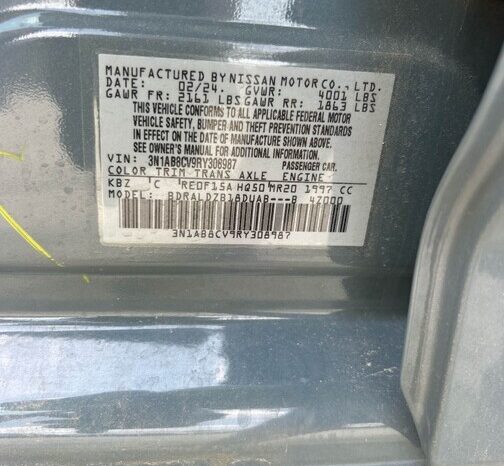 MANUFACTURED BY NISSAN MOTOR CO., LTD.
DATE: 02/24 GVWR: 4001 LBS
GAWR FR: 2161 LBS GAWR RR: 1863 LBS
THIS VEHICLE CONFORMS TO ALL APPLICABLE FEDERAL MOTOR
VEHICLE SAFETY, BUMPER AND THEFT PREVENTION STANDARDS
IN EFFECT ON THE DATE OF MANUFACTURE SHOWN ABOVE.
SEE OWNER'S MANUAL FOR ADDITIONAL INFORMATION.
VIN: 3N1AB8CV9RY308987 PASSENGER CAR.
COLOR TRIM TRANS AXLE ENGINE
KBZ C RE0F15A HQ50 MR20 1997 CC
MODEL: BDRALDZB18DUAB---B 4Z000
3N1AB8CV9RY308987